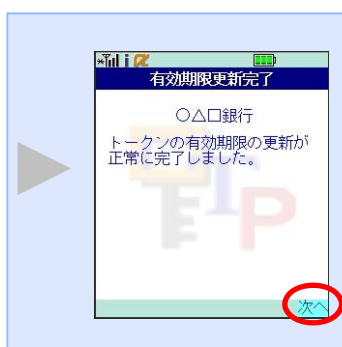 有効期限更新完了
○△□銀行
トークンの有効期限の更新が
正常に完了しました。
OTP
次へ